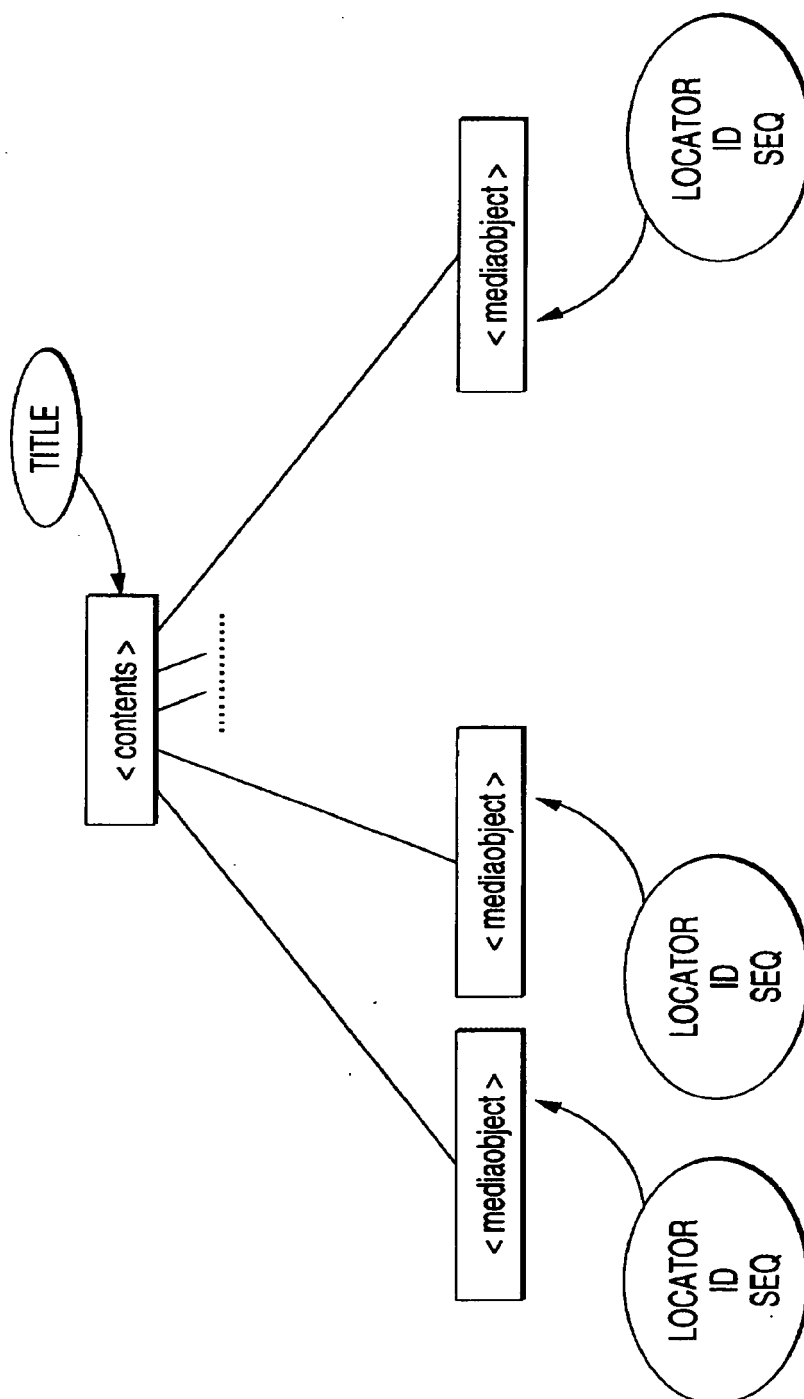 TITLE
< contents >
..........
< mediaobject >
< mediaobject >
< mediaobject >
LOCATOR
ID
SEQ
LOCATOR
ID
SEQ
LOCATOR
ID
SEQ